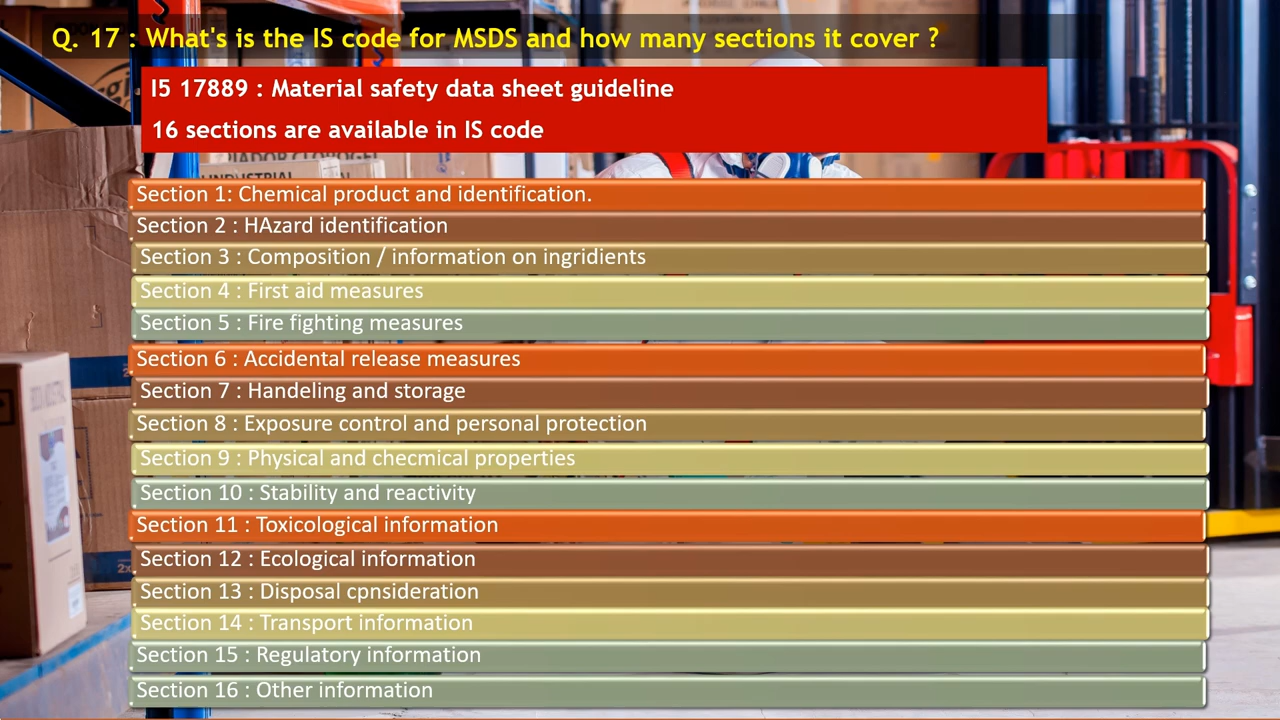 Q. 17 : What's is the IS code for MSDS and how many sections it cover ?
I5 17889 : Material safety data sheet guideline
16 sections are available in IS code
Section 1: Chemical product and identification.
Section 2 : HAzard identification
Section 3 : Composition / information on ingridients
Section 4 : First aid measures
Section 5 : Fire fighting measures
Section 6 : Accidental release measures
Section 7 : Handeling and storage
Section 8 : Exposure control and personal protection
Section 9 : Physical and checmical properties
Section 10 : Stability and reactivity
Section 11 : Toxicological information
Section 12 : Ecological information
Section 13 : Disposal cpnsideration
Section 14 : Transport information
Section 15 : Regulatory information
Section 16 : Other information